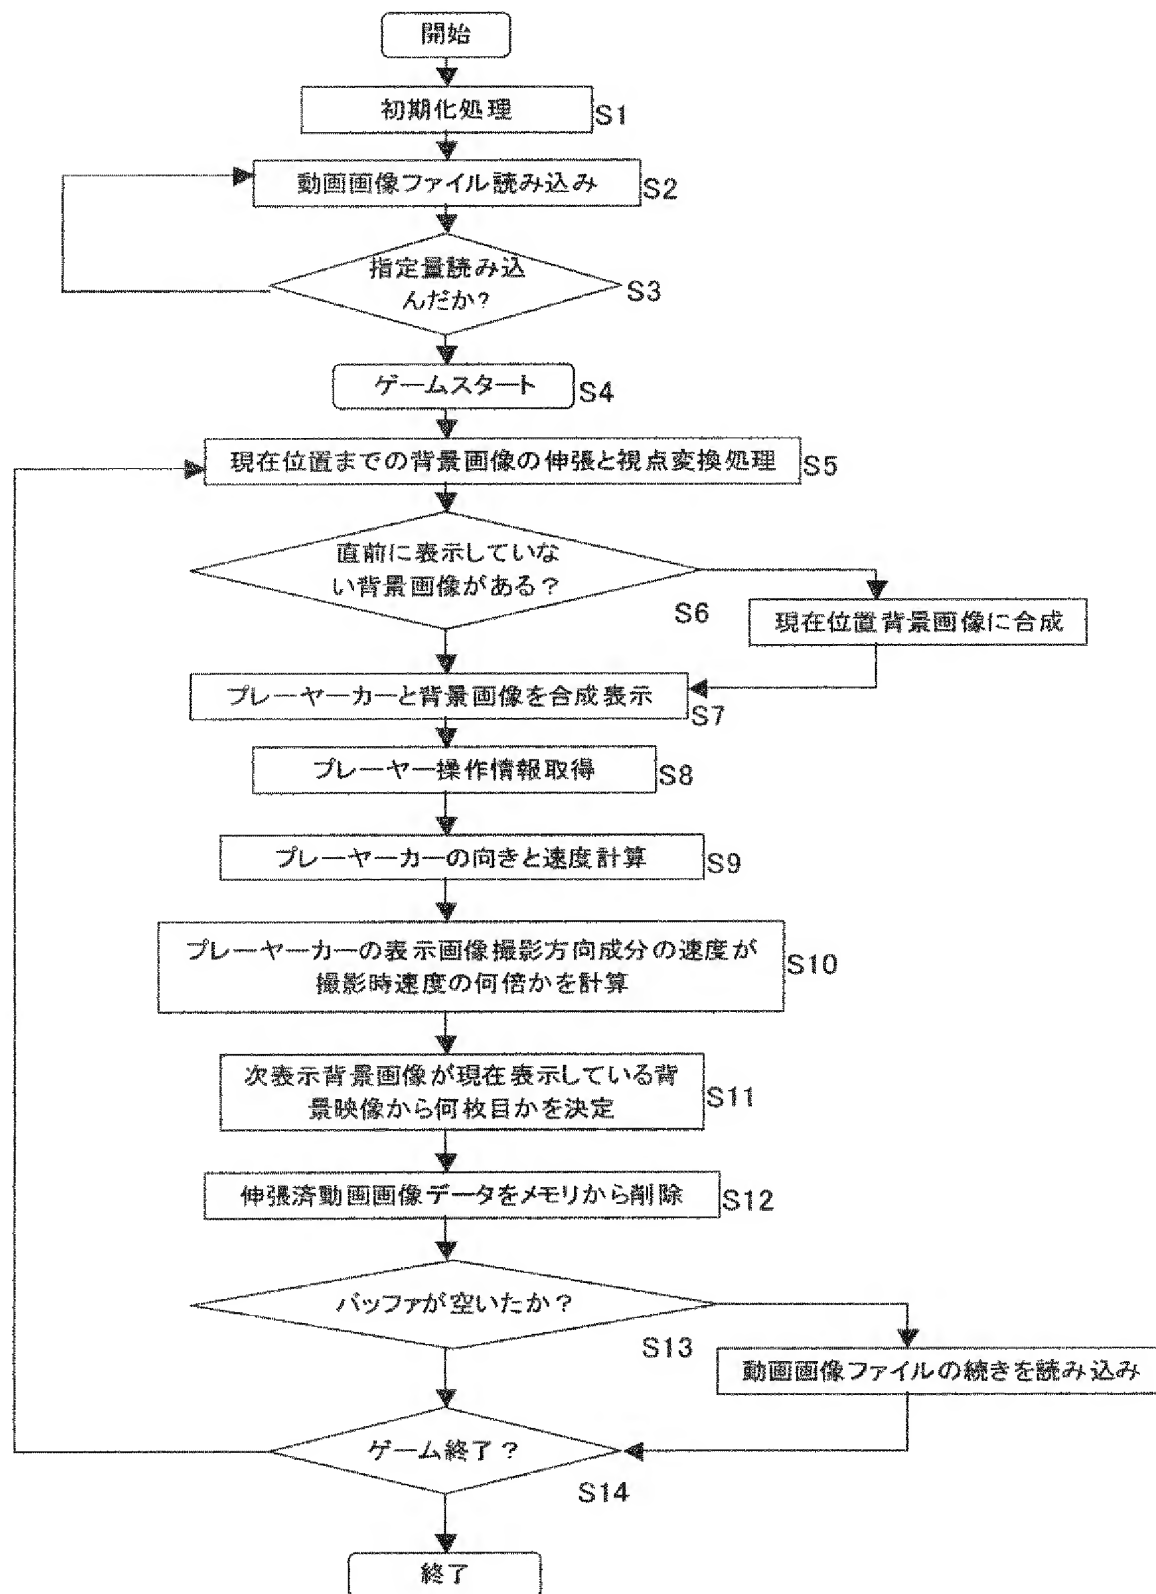 開始
初期化処理
S1
動画画像ファイル読み込み
S2
指定量読み込
んだか?
S3
ゲームスタート
S4
現在位置までの背景画像の伸張と視点変換処理
S5
直前に表示していな
い背景画像がある?
S6
現在位置背景画像に合成
プレーヤーカーと背景画像を合成表示
S7
プレーヤー操作情報取得
S8
プレーヤーカーの向きと速度計算
S9
プレーヤーカーの表示画像撮影方向成分の速度が
撮影時速度の何倍かを計算
S10
次表示背景画像が現在表示している背
景映像から何枚目かを決定
S11
伸張済動画画像データをメモリから削除
S12
バッファが空いたか?
S13
動画画像ファイルの続きを読み込み
ゲーム終了?
S14
終了